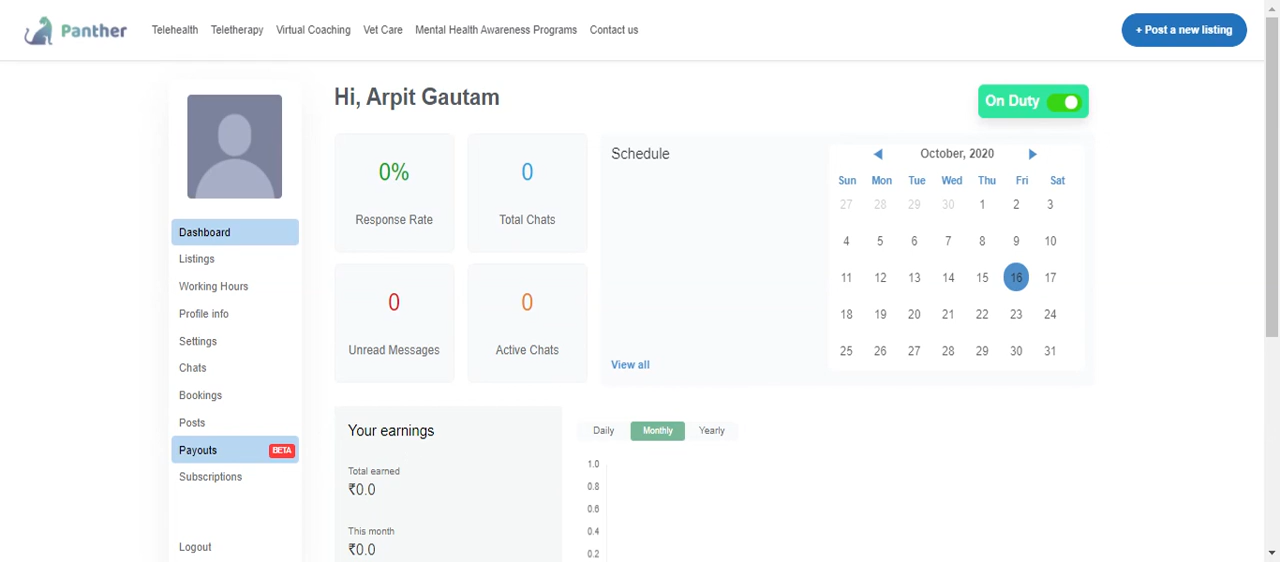 Panther
Telehealth Teletherapy Virtual Coaching Vet Care Mental Health Awareness Programs Contact us
+ Post a new listing
Hi, Arpit Gautam
On Duty
Dashboard
Listings
Working Hours
Profile info
Settings
Chats
Bookings
Posts
Payouts BETA
Subscriptions
Logout
0%
Response Rate
0
Total Chats
0
Unread Messages
0
Active Chats
Schedule
View all
October, 2020
Sun Mon Tue Wed Thu Fri Sat
27 28 29 30 1 2 3
4 5 6 7 8 9 10
11 12 13 14 15 16 17
18 19 20 21 22 23 24
25 26 27 28 29 30 31
Your earnings
Total earned
₹0.0
This month
₹0.0
Daily Monthly Yearly
1.0
0.8
0.6
0.4
0.2